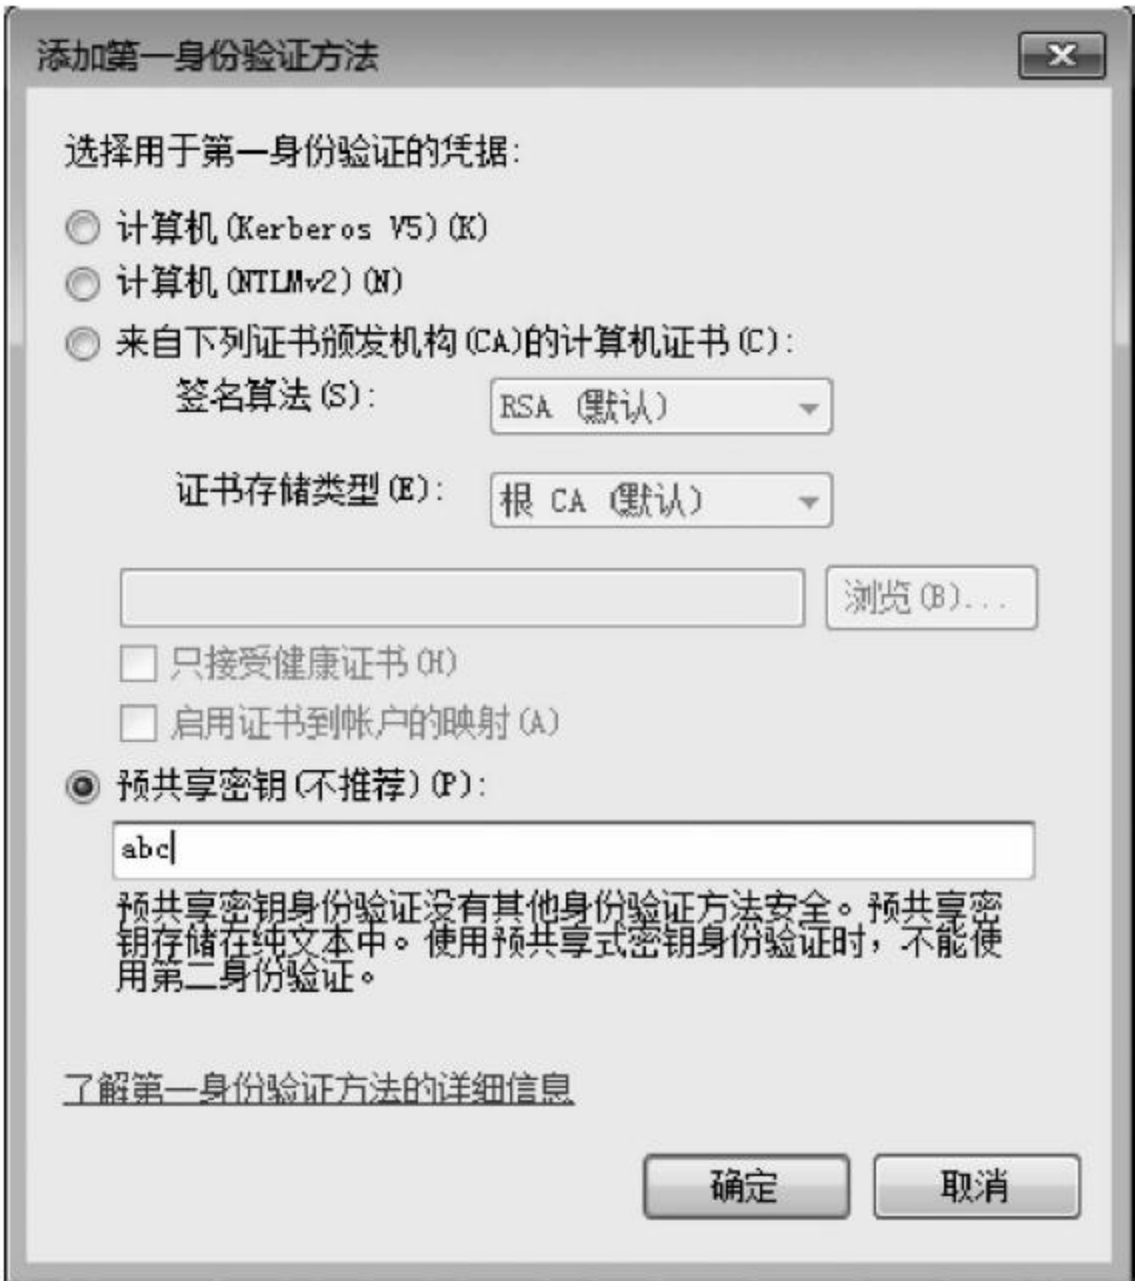 添加第一身份验证方法
选择用于第一身份验证的凭据:
计算机(Kerberos V5)(K)
计算机(NTLMv2)(N)
来自下列证书颁发机构(CA)的计算机证书(C):
签名算法(S):
RSA (默认)
证书存储类型(E):
根 CA (默认)
浏览(B)...
只接受健康证书(H)
启用证书到帐户的映射(A)
预共享密钥(不推荐)(P):
abc
预共享密钥身份验证没有其他身份验证方法安全。预共享密
钥存储在纯文本中。使用预共享式密钥身份验证时，不能使
用第二身份验证。
了解第一身份验证方法的详细信息
确定
取消